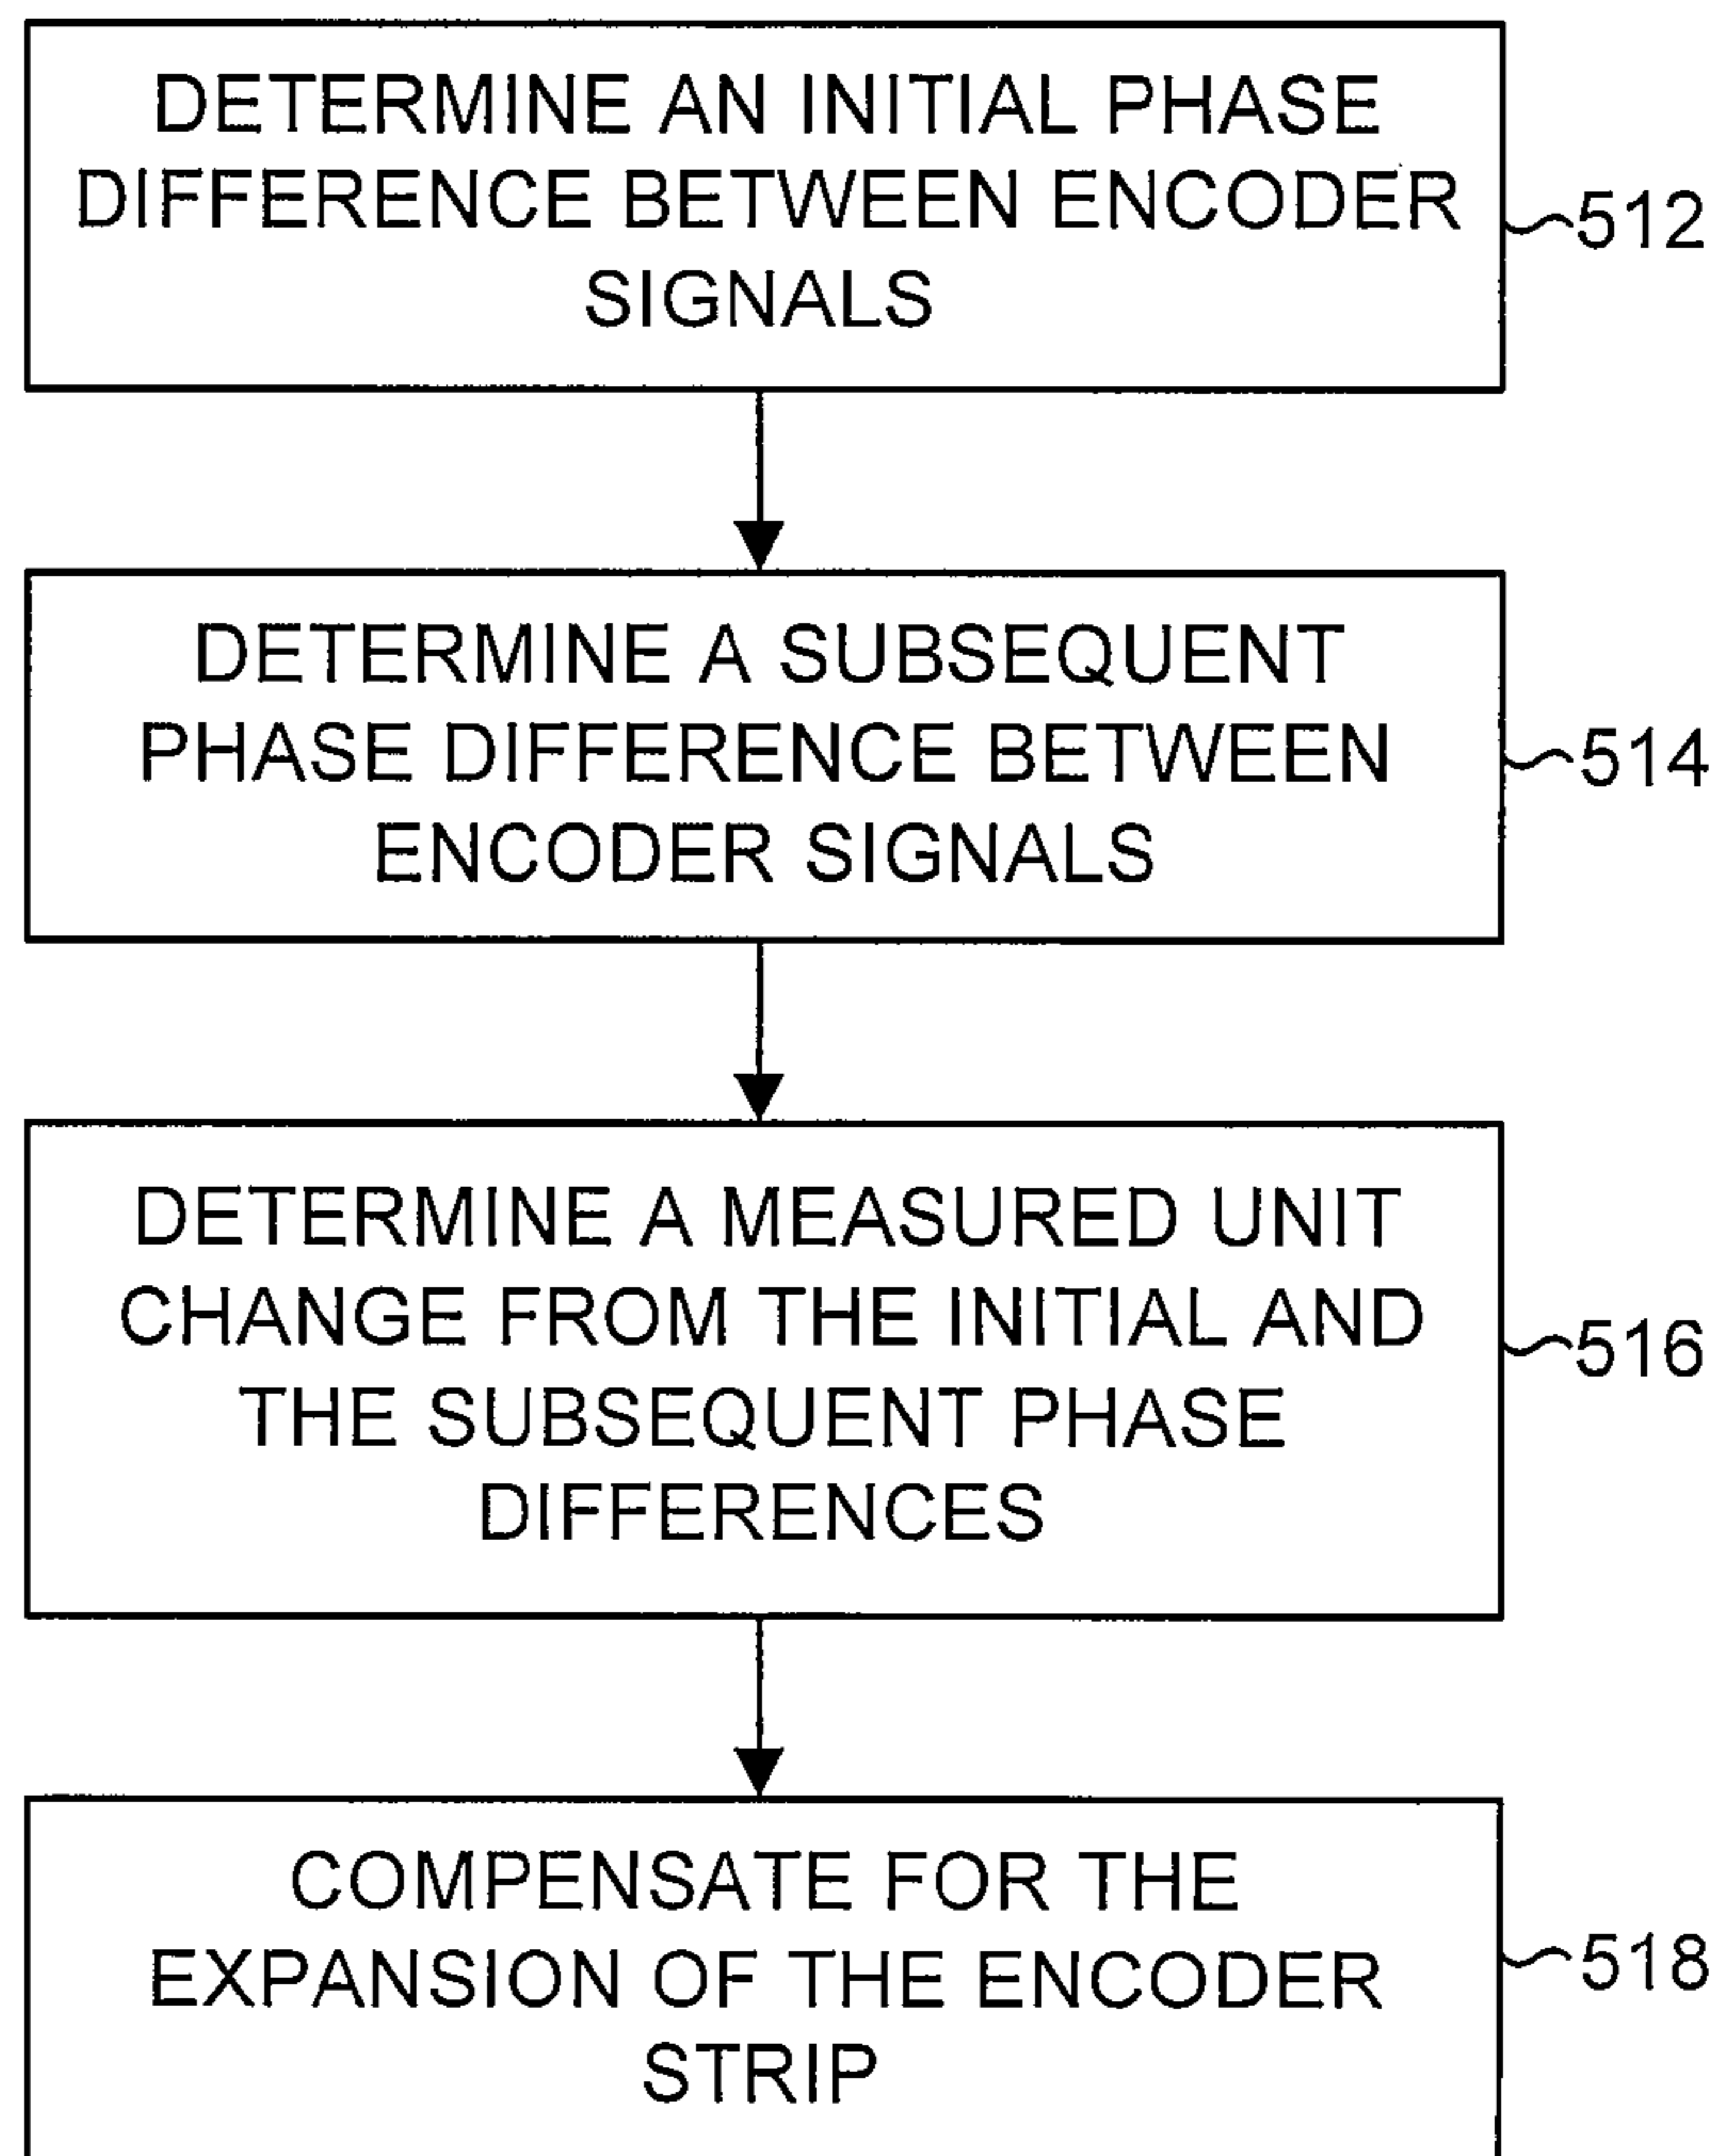 DETERMINE AN INITIAL PHASE
DIFFERENCE BETWEEN ENCODER
SIGNALS
512
DETERMINE A SUBSEQUENT
PHASE DIFFERENCE BETWEEN
ENCODER SIGNALS
514
DETERMINE A MEASURED UNIT
CHANGE FROM THE INITIAL AND
THE SUBSEQUENT PHASE
DIFFERENCES
516
COMPENSATE FOR THE
EXPANSION OF THE ENCODER
STRIP
518